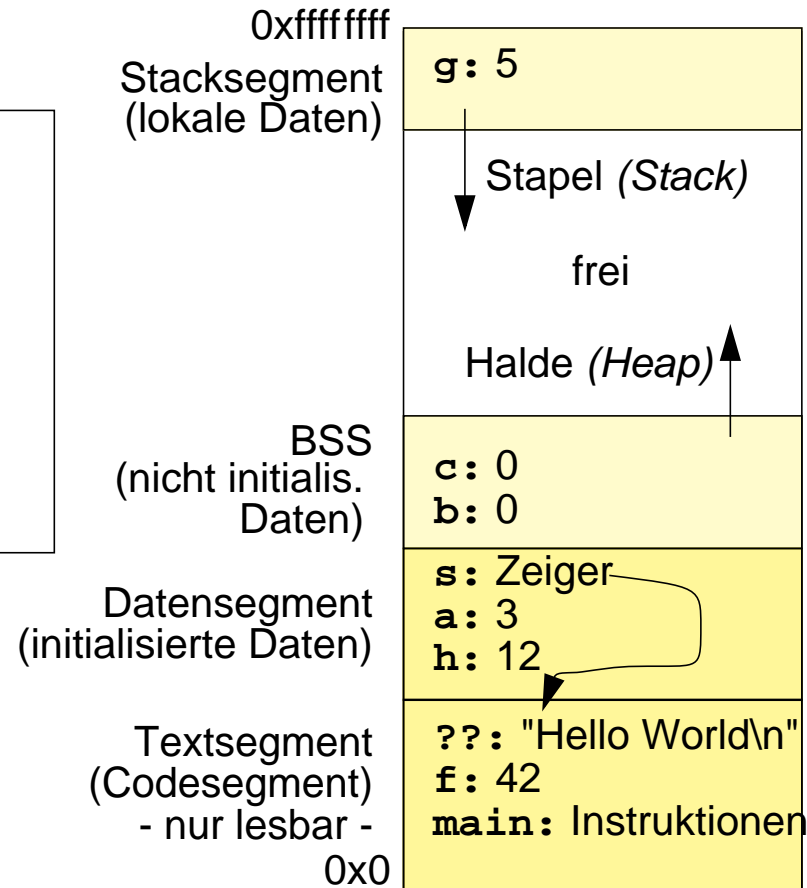 0xffffffff
Stacksegment
(lokale Daten)
g: 5
Stapel (Stack)
frei
Halde (Heap)
BSS
(nicht initialis.
Daten)
c: 0
b: 0
Datensegment
(initialisierte Daten)
s: Zeiger
a: 3
h: 12
Textsegment
(Codesegment)
- nur lesbar -
0x0
??: "Hello World\n"
f: 42
main: Instruktionen